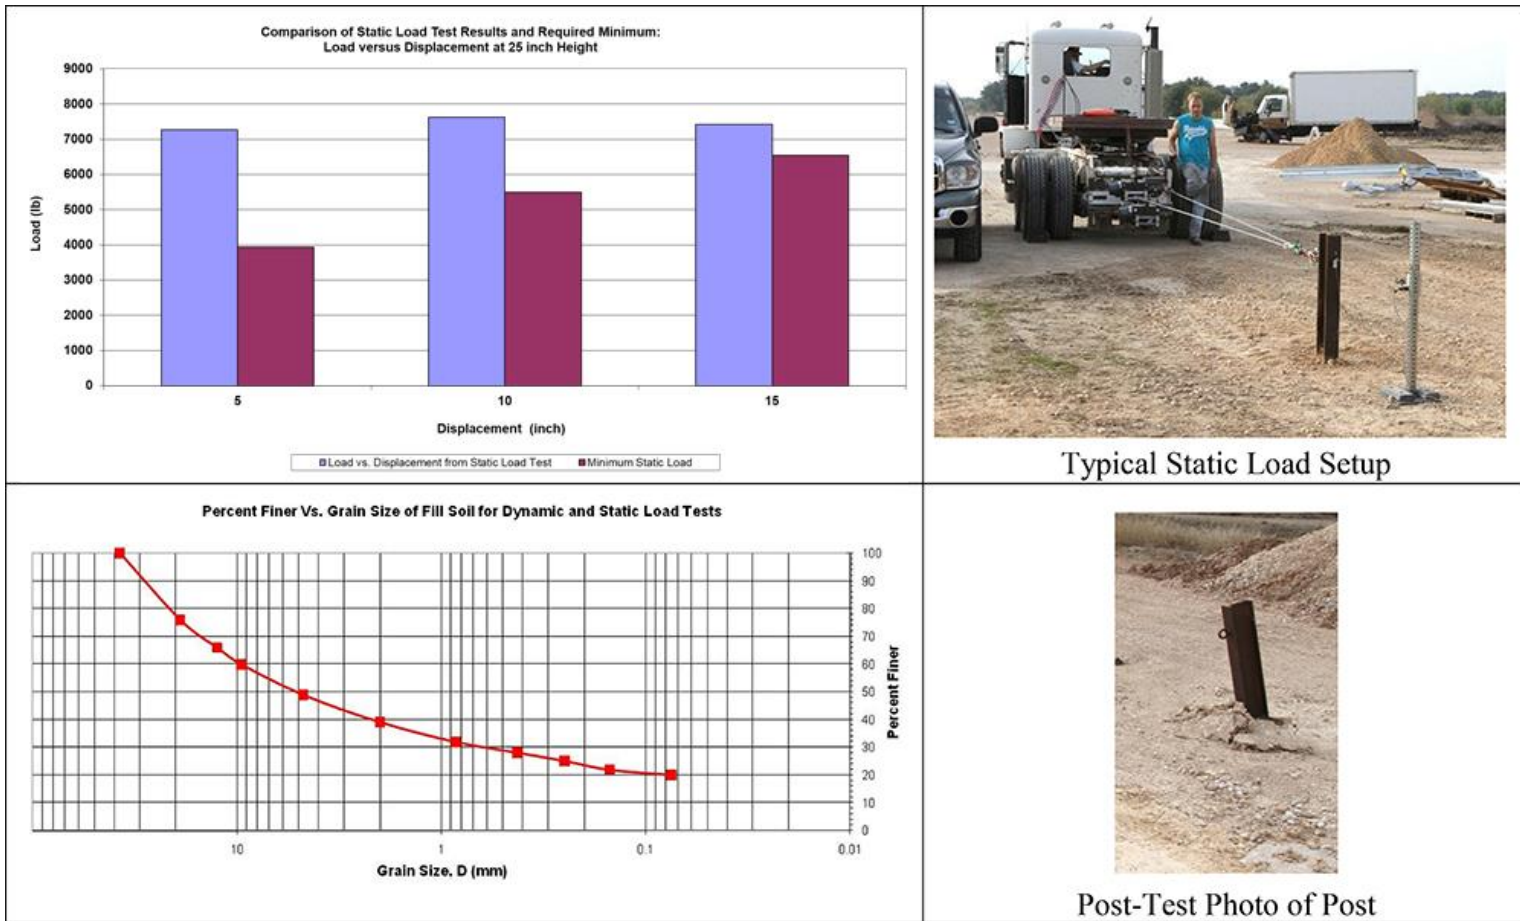 Comparison of Static Load Test Results and Required Minimum:
Load versus Displacement at 25 inch Height
9000
8000
7000
6000
5000
4000
3000
2000
1000
0
Load (lb)
5 10 15
Displacement (inch)
Load vs. Displacement from Static Load Test Minimum Static Load
Typical Static Load Setup
Percent Finer Vs. Grain Size of Fill Soil for Dynamic and Static Load Tests
100
90
80
70
60
50
40
30
20
10
0
Percent Finer
10 1 0.1 0.01
Grain Size, D (mm)
Post-Test Photo of Post